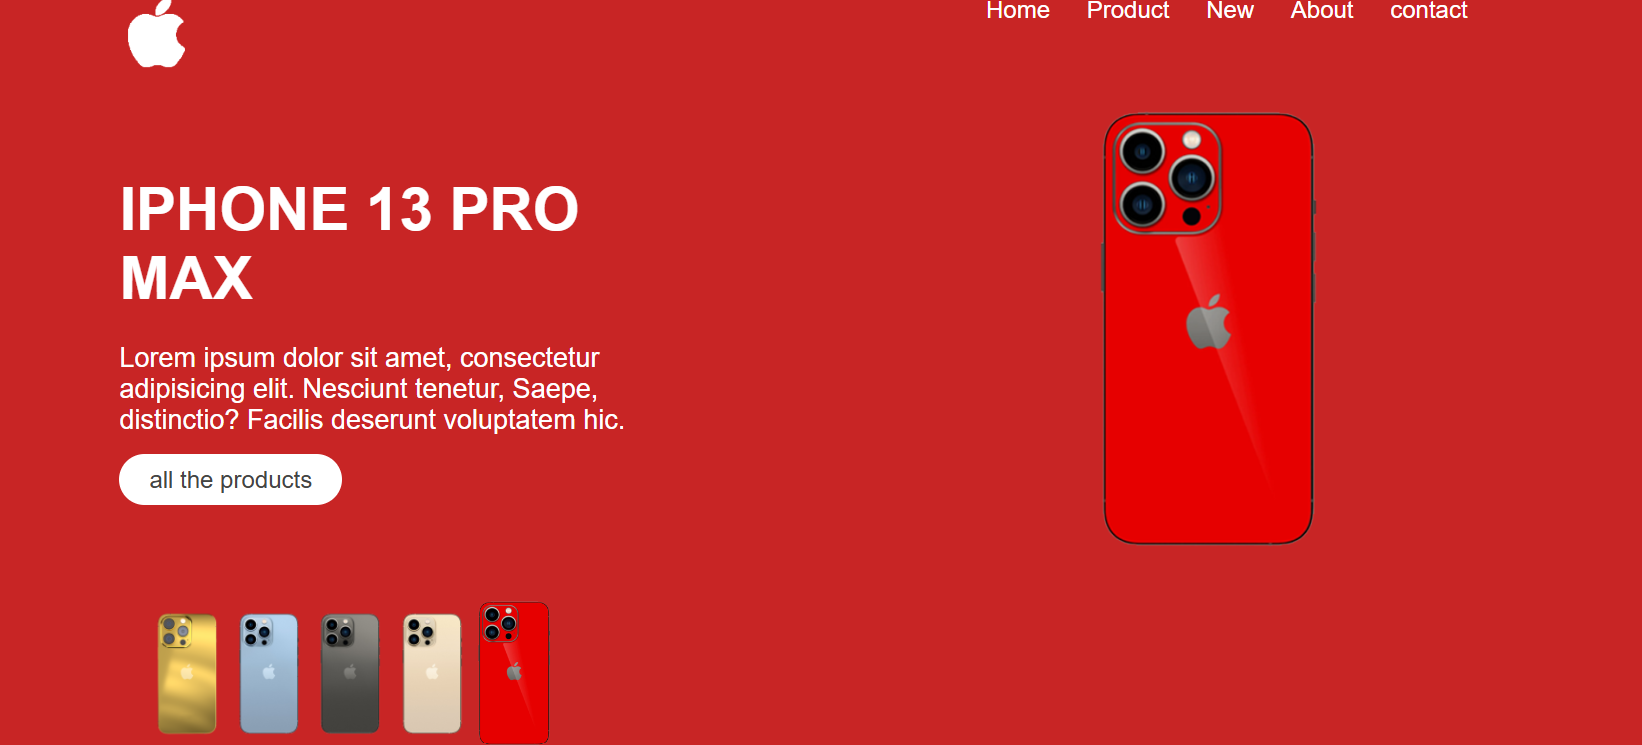 Home Product New About contact
IPHONE 13 PRO
MAX
Lorem ipsum dolor sit amet, consectetur
adipisicing elit. Nesciunt tenetur, Saepe,
distinctio? Facilis deserunt voluptatem hic.
all the products